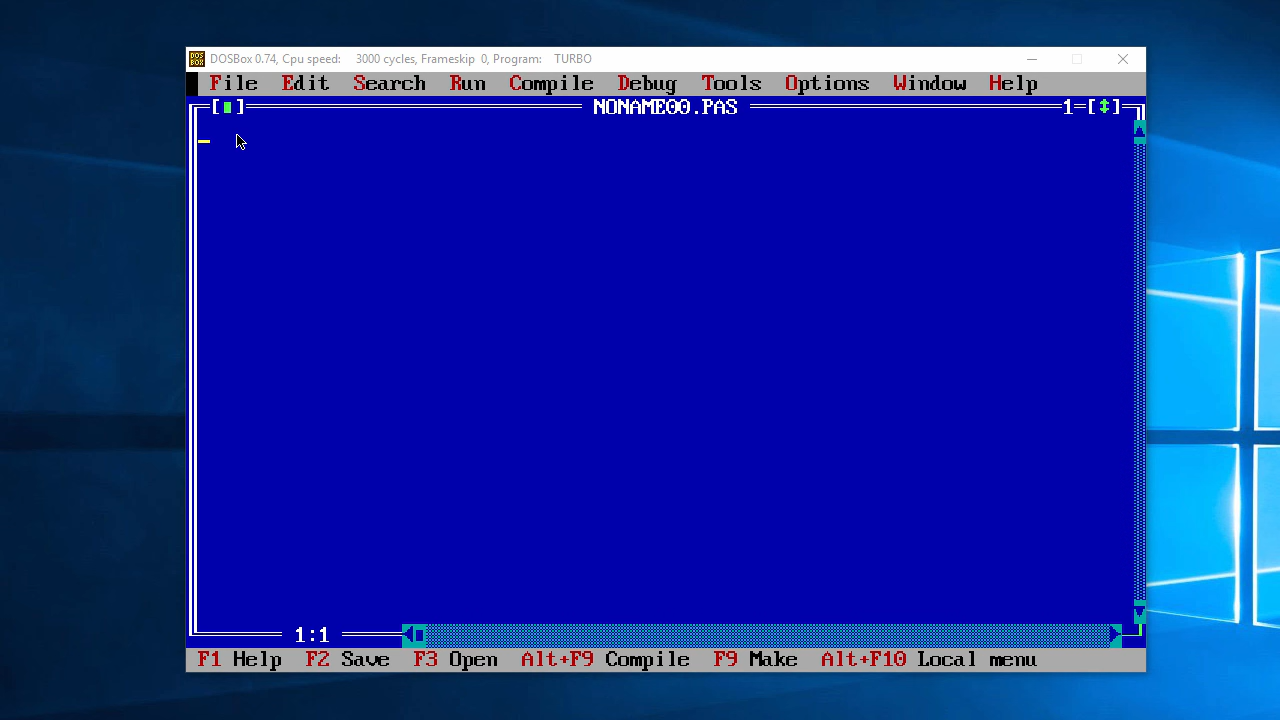 DOSBox 0.74, Cpu speed: 3000 cycles, Frameskip 0, Program: TURBO
File Edit Search Run Compile Debug Tools Options Window Help
[■] NONAME00.PAS 1=[↕]
1:1
F1 Help F2 Save F3 Open Alt+F9 Compile F9 Make Alt+F10 Local menu